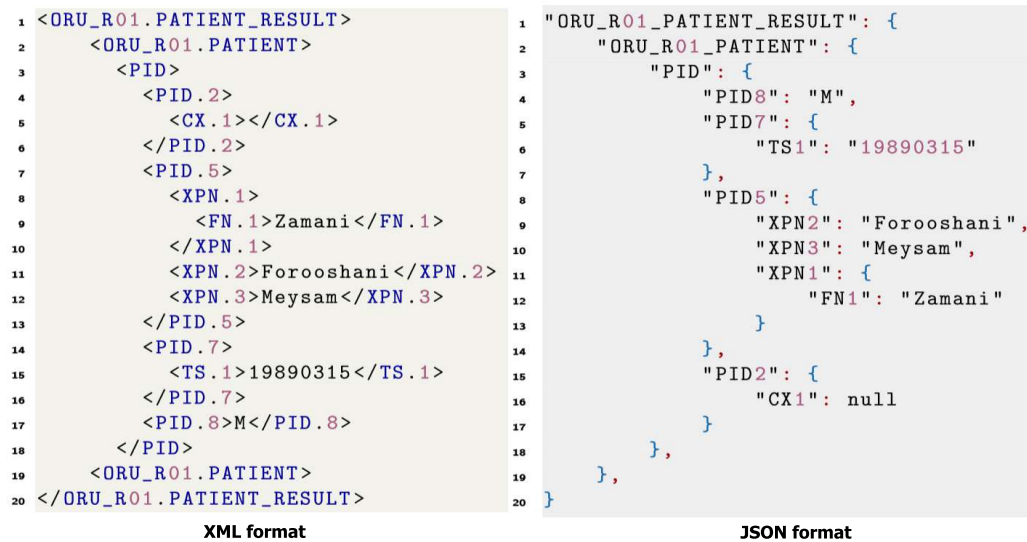 1 <ORU_R01.PATIENT_RESULT>
2     <ORU_R01.PATIENT>
3       <PID>
4         <PID.2>
5           <CX.1></CX.1>
6         </PID.2>
7         <PID.5>
8           <XPN.1>
9             <FN.1>Zamani</FN.1>
10           </XPN.1>
11           <XPN.2>Forooshani</XPN.2>
12           <XPN.3>Meysam</XPN.3>
13         </PID.5>
14         <PID.7>
15           <TS.1>19890315</TS.1>
16         </PID.7>
17         <PID.8>M</PID.8>
18       </PID>
19     <ORU_R01.PATIENT>
20 </ORU_R01.PATIENT_RESULT>
XML format
1 "ORU_R01_PATIENT_RESULT": {
2     "ORU_R01_PATIENT": {
3         "PID": {
4             "PID8": "M",
5             "PID7": {
6                 "TS1": "19890315"
7             },
8             "PID5": {
9                 "XPN2": "Forooshani",
10                 "XPN3": "Meysam",
11                 "XPN1": {
12                     "FN1": "Zamani"
13                 }
14             },
15             "PID2": {
16                 "CX1": null
17             }
18         },
19     },
20 }
JSON format